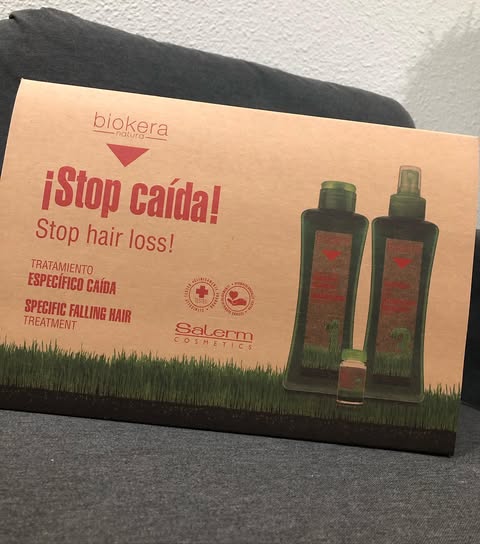 biokera
natura
¡Stop caída!
Stop hair loss!
TRATAMIENTO
ESPECÍFICO CAÍDA
SPECIFIC FALLING HAIR
TREATMENT
Salerm
COSMETICS